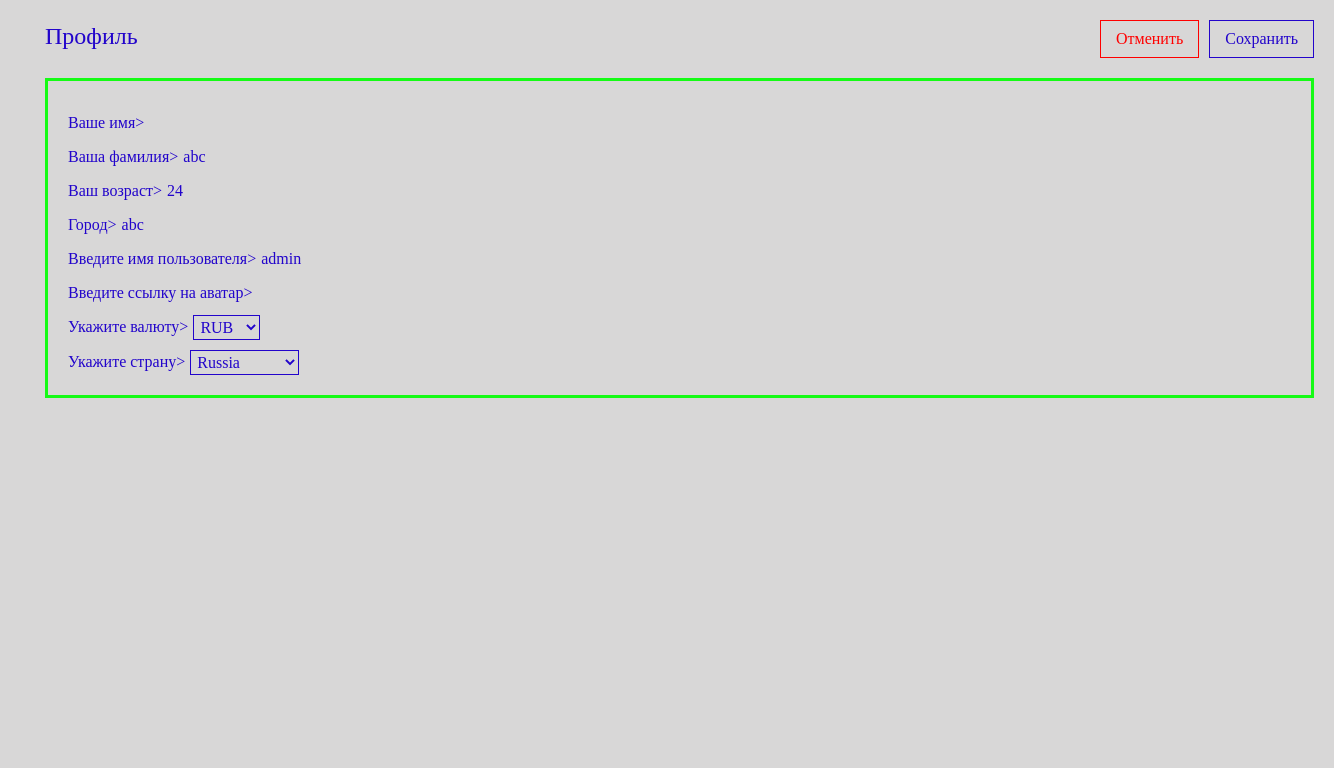 Профиль
Отменить
Сохранить
Ваше имя>
Ваша фамилия> abc
Ваш возраст> 24
Город> abc
Введите имя пользователя> admin
Введите ссылку на аватар>
Укажите валюту> RUB
Укажите страну> Russia